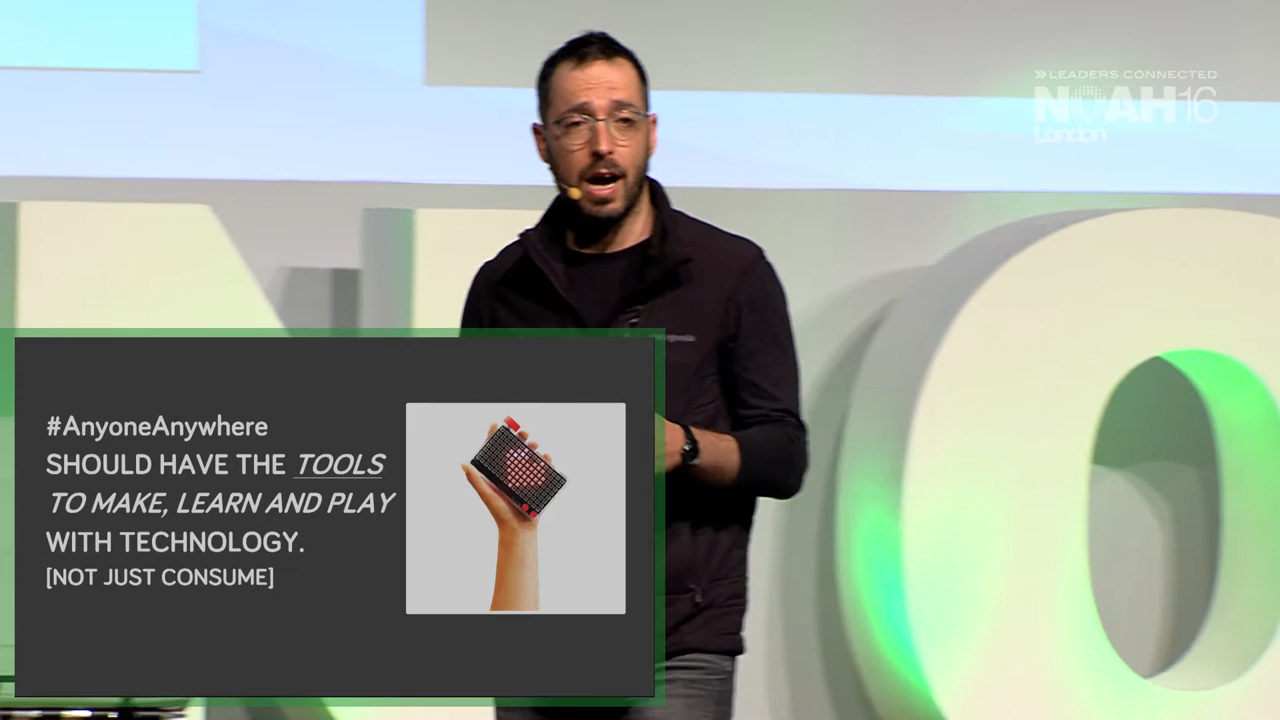 »LEADERS CONNECTED
NOAH16
London
#AnyoneAnywhere
SHOULD HAVE THE TOOLS
TO MAKE, LEARN AND PLAY
WITH TECHNOLOGY.
[NOT JUST CONSUME]
NO